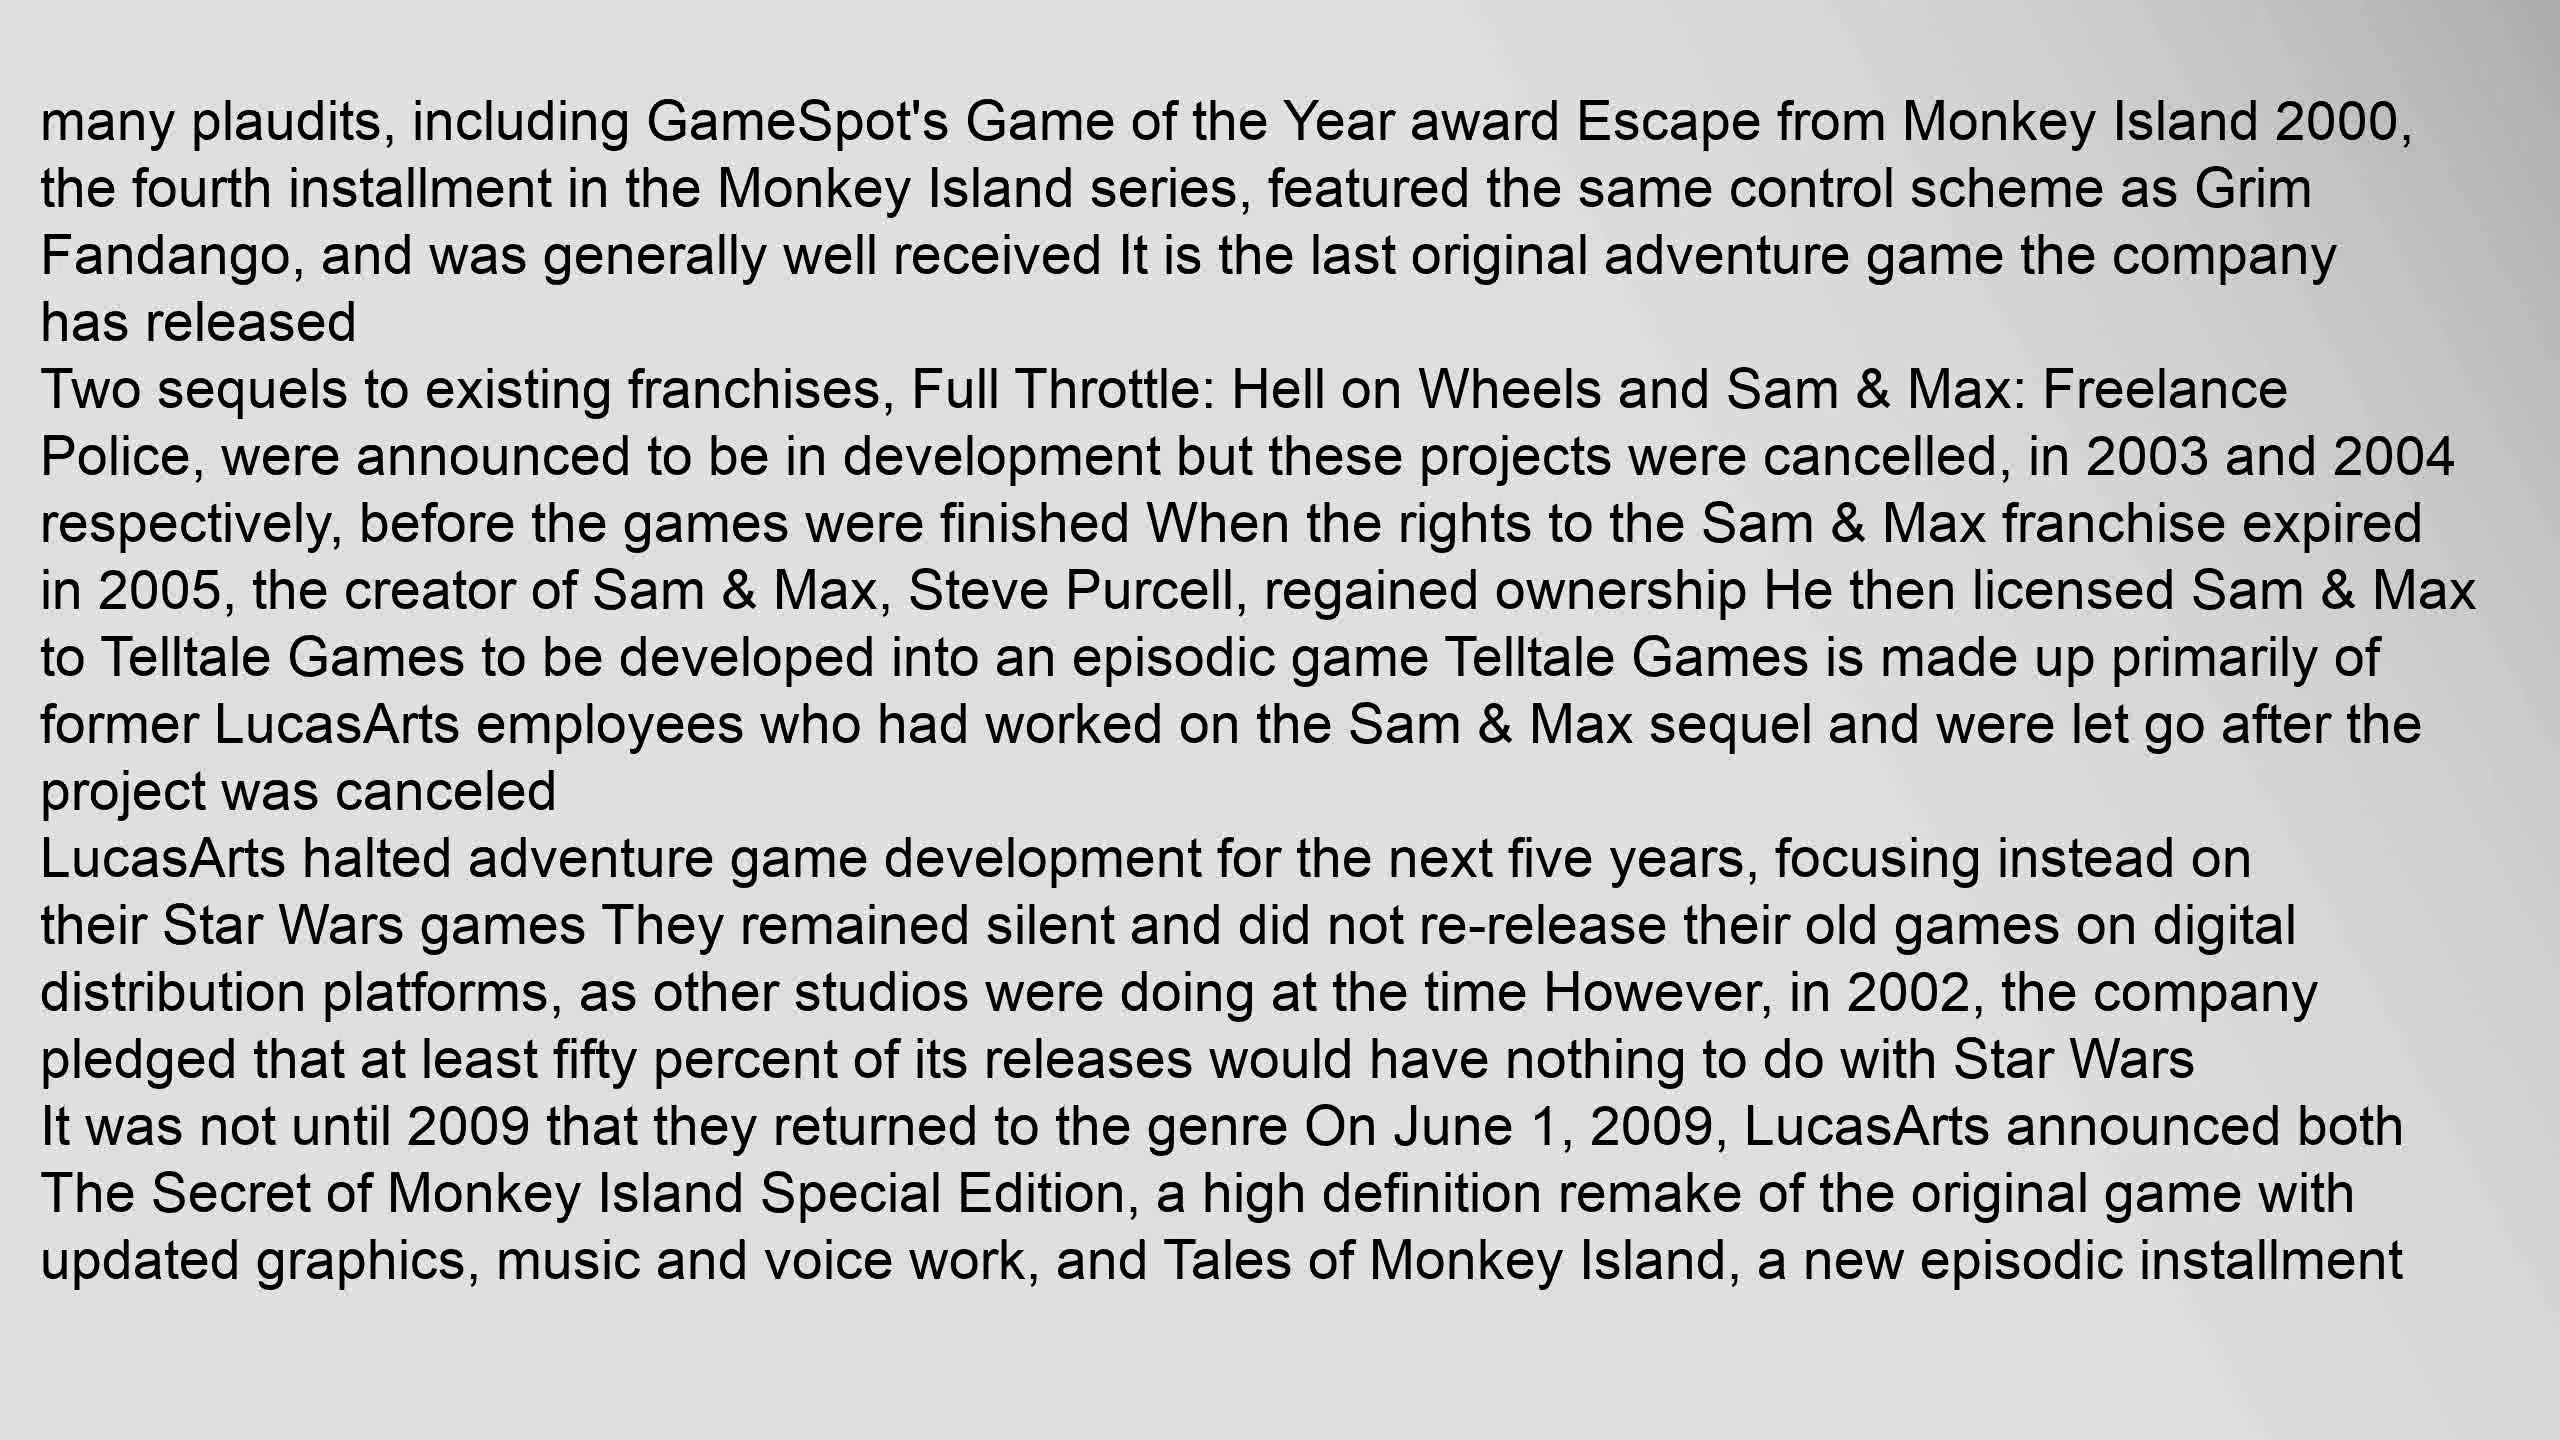 many plaudits, including GameSpot's Game of the Year award Escape from Monkey Island 2000,
the fourth installment in the Monkey Island series, featured the same control scheme as Grim
Fandango, and was generally well received It is the last original adventure game the company
has released
Two sequels to existing franchises, Full Throttle: Hell on Wheels and Sam & Max: Freelance
Police, were announced to be in development but these projects were cancelled, in 2003 and 2004
respectively, before the games were finished When the rights to the Sam & Max franchise expired
in 2005, the creator of Sam & Max, Steve Purcell, regained ownership He then licensed Sam & Max
to Telltale Games to be developed into an episodic game Telltale Games is made up primarily of
former LucasArts employees who had worked on the Sam & Max sequel and were let go after the
project was canceled
LucasArts halted adventure game development for the next five years, focusing instead on
their Star Wars games They remained silent and did not re-release their old games on digital
distribution platforms, as other studios were doing at the time However, in 2002, the company
pledged that at least fifty percent of its releases would have nothing to do with Star Wars
It was not until 2009 that they returned to the genre On June 1, 2009, LucasArts announced both
The Secret of Monkey Island Special Edition, a high definition remake of the original game with
updated graphics, music and voice work, and Tales of Monkey Island, a new episodic installment